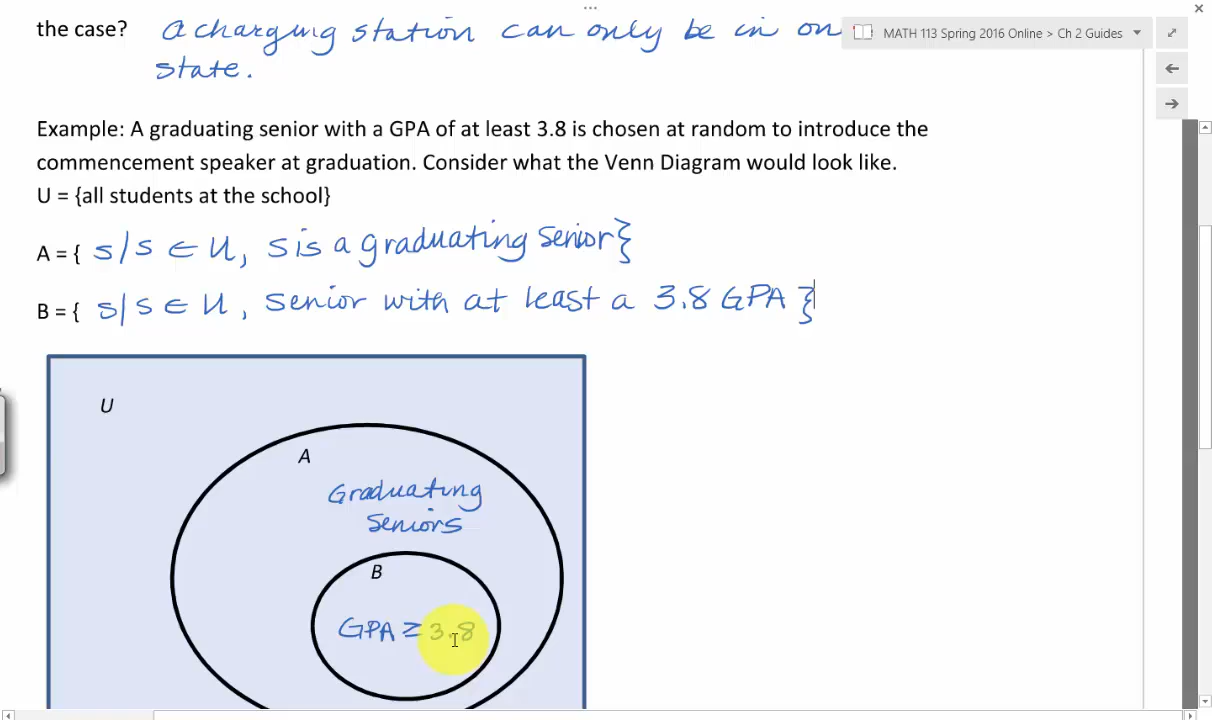 the case? A charging station can only be in on
MATH 113 Spring 2016 Online > Ch 2 Guides
state.
Example: A graduating senior with a GPA of at least 3.8 is chosen at random to introduce the
commencement speaker at graduation. Consider what the Venn Diagram would look like.
U = {all students at the school}
A = { s/s ∈ U, s is a graduating senior}
B = { s|s ∈ U, senior with at least a 3.8 GPA }
U
A
Graduating
seniors
B
GPA ≥ 3.8